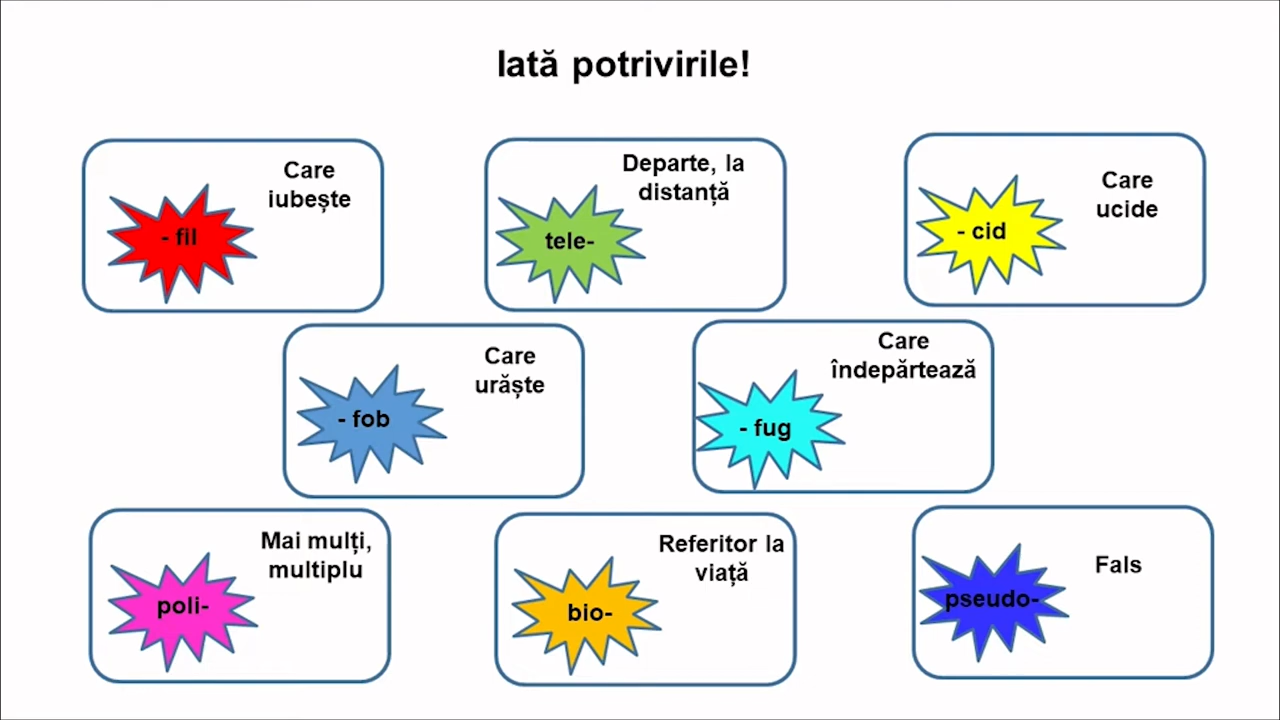 Iată potrivirile!
- fil
Care
iubește
tele-
Departe, la
distanță
- cid
Care
ucide
- fob
Care
urăște
- fug
Care
îndepărtează
poli-
Mai mulți,
multiplu
bio-
Referitor la
viață
pseudo-
Fals